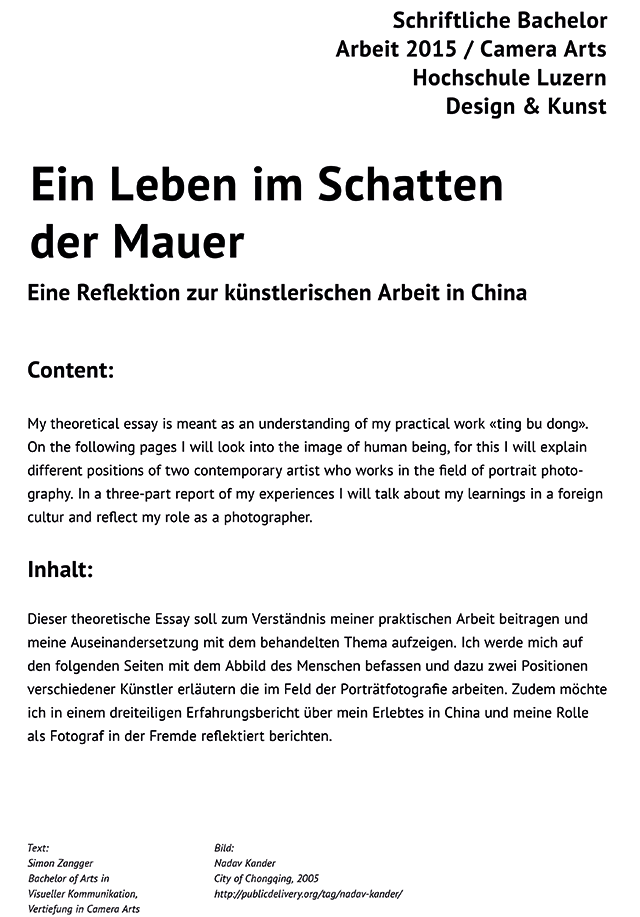 Schriftliche Bachelor
Arbeit 2015 / Camera Arts
Hochschule Luzern
Design & Kunst
Ein Leben im Schatten
der Mauer
Eine Reflektion zur künstlerischen Arbeit in China
Content:
My theoretical essay is meant as an understanding of my practical work «ting bu dong».
On the following pages I will look into the image of human being, for this I will explain
different positions of two contemporary artist who works in the field of portrait photo-
graphy. In a three-part report of my experiences I will talk about my learnings in a foreign
cultur and reflect my role as a photographer.
Inhalt:
Dieser theoretische Essay soll zum Verständnis meiner praktischen Arbeit beitragen und
meine Auseinandersetzung mit dem behandelten Thema aufzeigen. Ich werde mich auf
den folgenden Seiten mit dem Abbild des Menschen befassen und dazu zwei Positionen
verschiedener Künstler erläutern die im Feld der Porträtfotografie arbeiten. Zudem möchte
ich in einem dreiteiligen Erfahrungsbericht über mein Erlebtes in China und meine Rolle
als Fotograf in der Fremde reflektiert berichten.
Text:
Simon Zangger
Bachelor of Arts in
Visueller Kommunikation,
Vertiefung in Camera Arts
Bild:
Nadav Kander
City of Chongqing, 2005
http://publicdelivery.org/tag/nadav-kander/